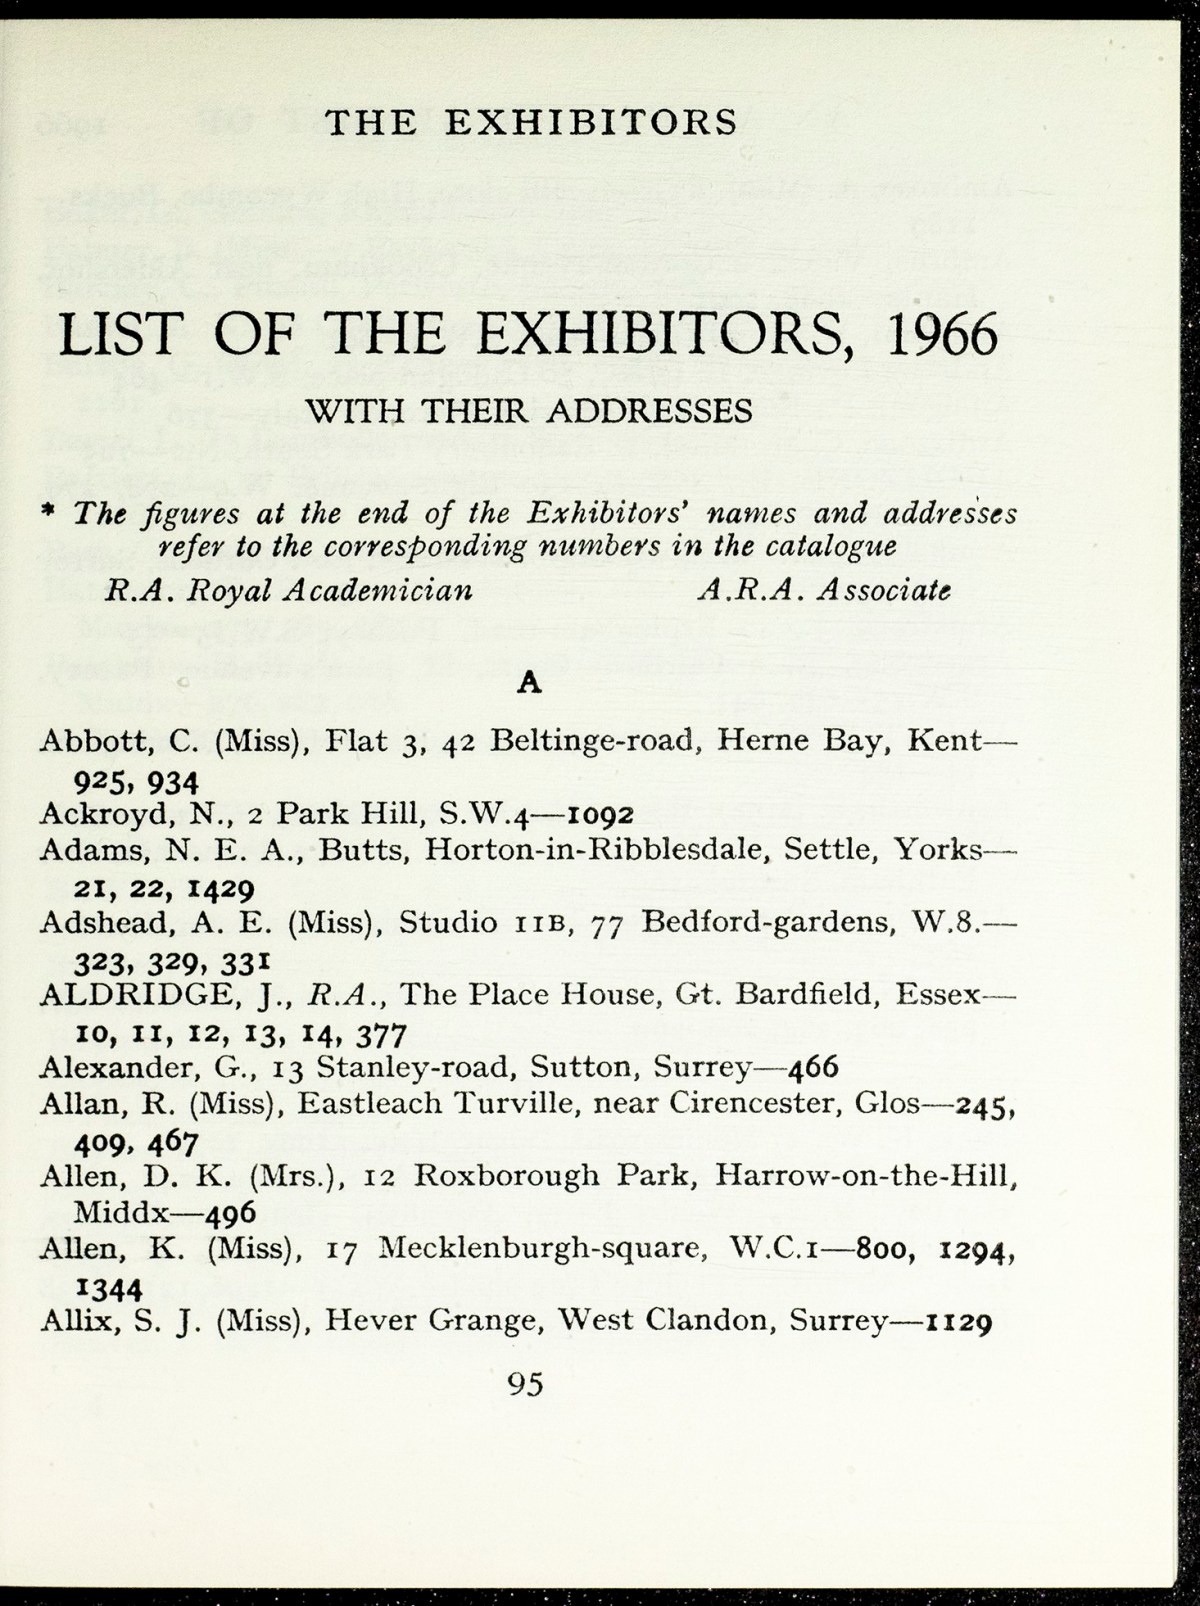 THE EXHIBITORS
LIST OF THE EXHIBITORS, 1966
WITH THEIR ADDRESSES
* The figures at the end of the Exhibitors' names and addresses
refer to the corresponding numbers in the catalogue
R.A. Royal Academician A.R.A. Associate
A
Abbott, C. (Miss), Flat 3, 42 Beltinge-road, Herne Bay, Kent—
925, 934
Ackroyd, N., 2 Park Hill, S.W.4—1092
Adams, N. E. A., Butts, Horton-in-Ribblesdale, Settle, Yorks—
21, 22, 1429
Adshead, A. E. (Miss), Studio 11B, 77 Bedford-gardens, W.8.—
323, 329, 331
ALDRIDGE, J., R.A., The Place House, Gt. Bardfield, Essex—
10, 11, 12, 13, 14, 377
Alexander, G., 13 Stanley-road, Sutton, Surrey—466
Allan, R. (Miss), Eastleach Turville, near Cirencester, Glos—245,
409, 467
Allen, D. K. (Mrs.), 12 Roxborough Park, Harrow-on-the-Hill,
Middx—496
Allen, K. (Miss), 17 Mecklenburgh-square, W.C.1—800, 1294,
1344
Allix, S. J. (Miss), Hever Grange, West Clandon, Surrey—1129
95